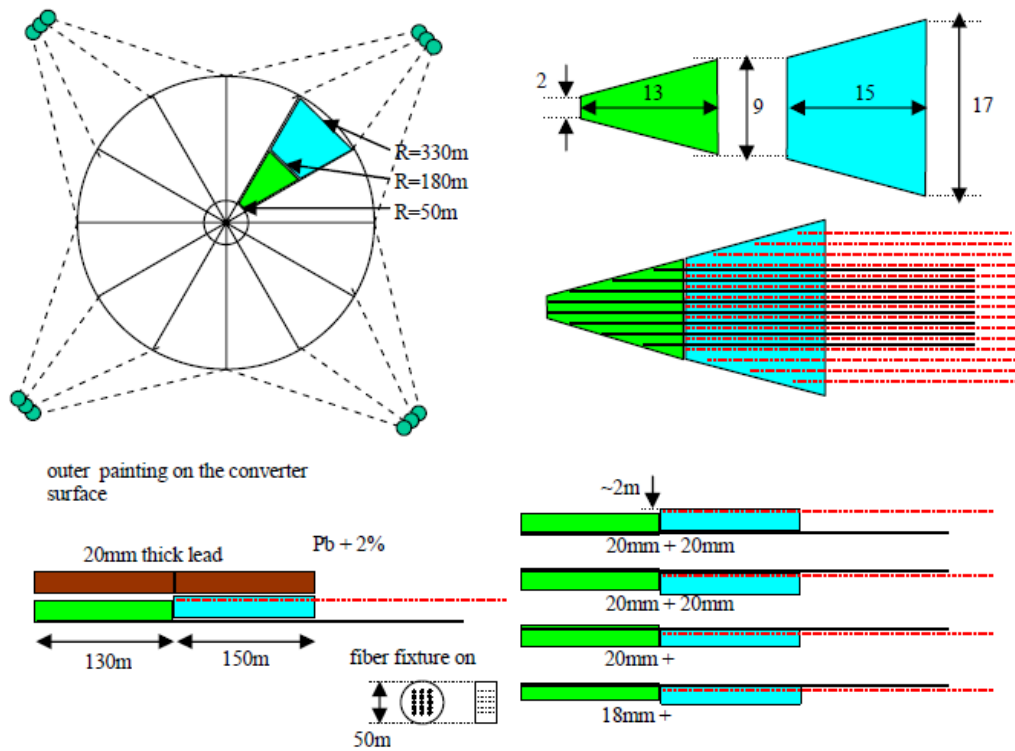 R=330m
R=180m
R=50m
2
13
9
15
17
outer painting on the converter
surface
20mm thick lead
Pb + 2%
130m
150m
fiber fixture on
50m
~2m
20mm + 20mm
20mm + 20mm
20mm +
18mm +